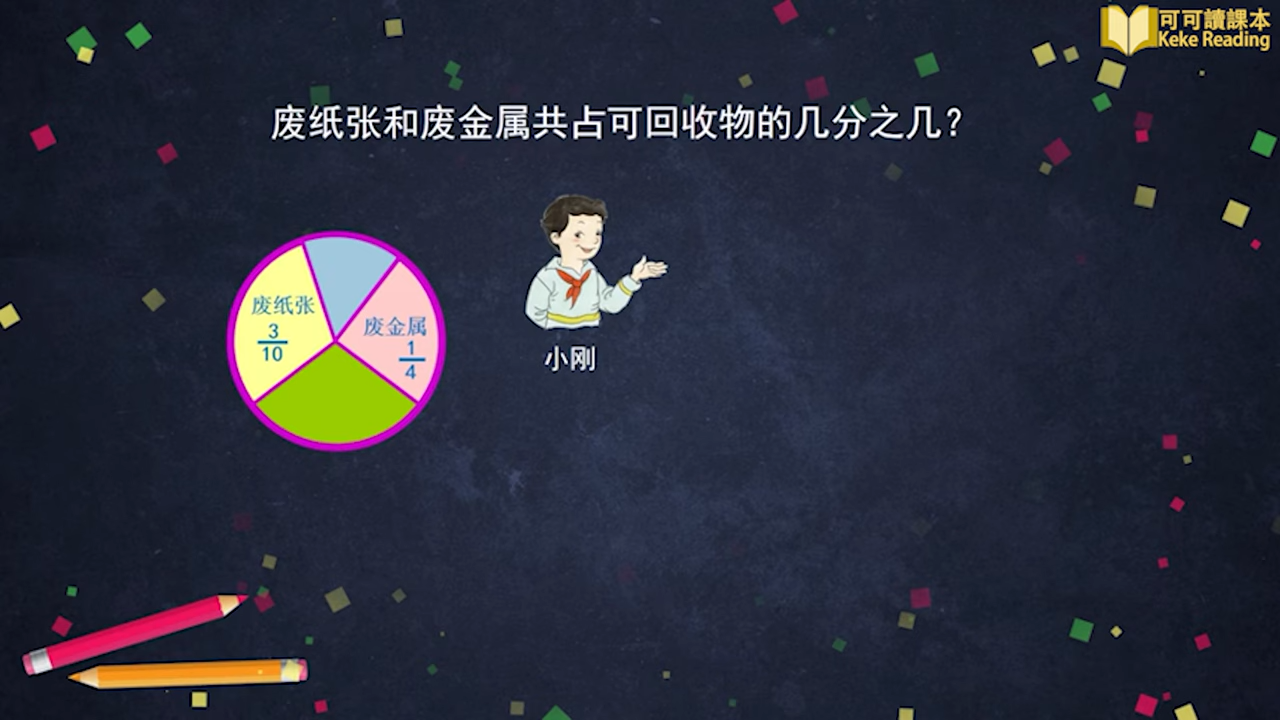 可可讀課本
Keke Reading
废纸张和废金属共占可回收物的几分之几？
废纸张
3
10
废金属
1
4
小刚